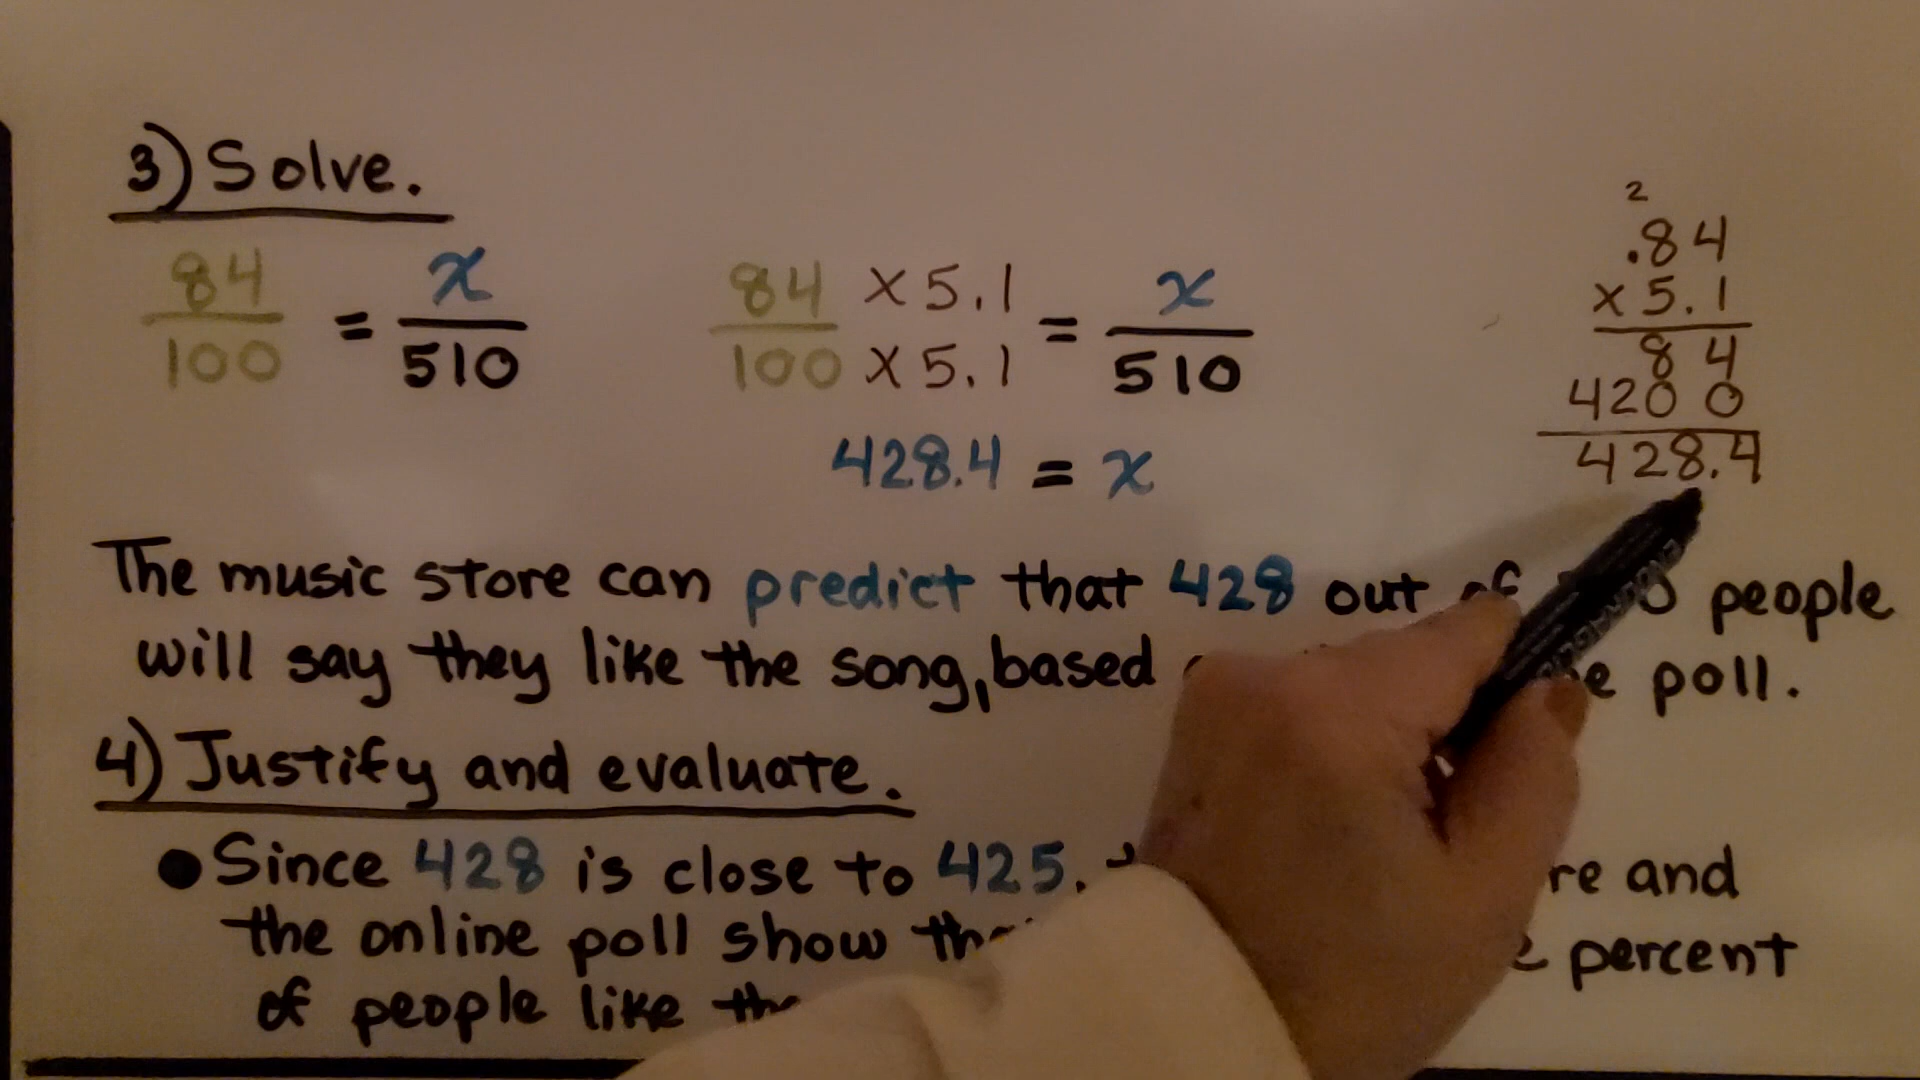 3) Solve.
84/100 = x/510
84/100 × 5.1 / × 5.1 = x/510
428.4 = x
2
.84
× 5.1
84
4200
428.4
The music store can predict that 428 out of people
will say they like the song, based poll.
4) Justify and evaluate.
● Since 428 is close to 425. and
the online poll show percent
of people like